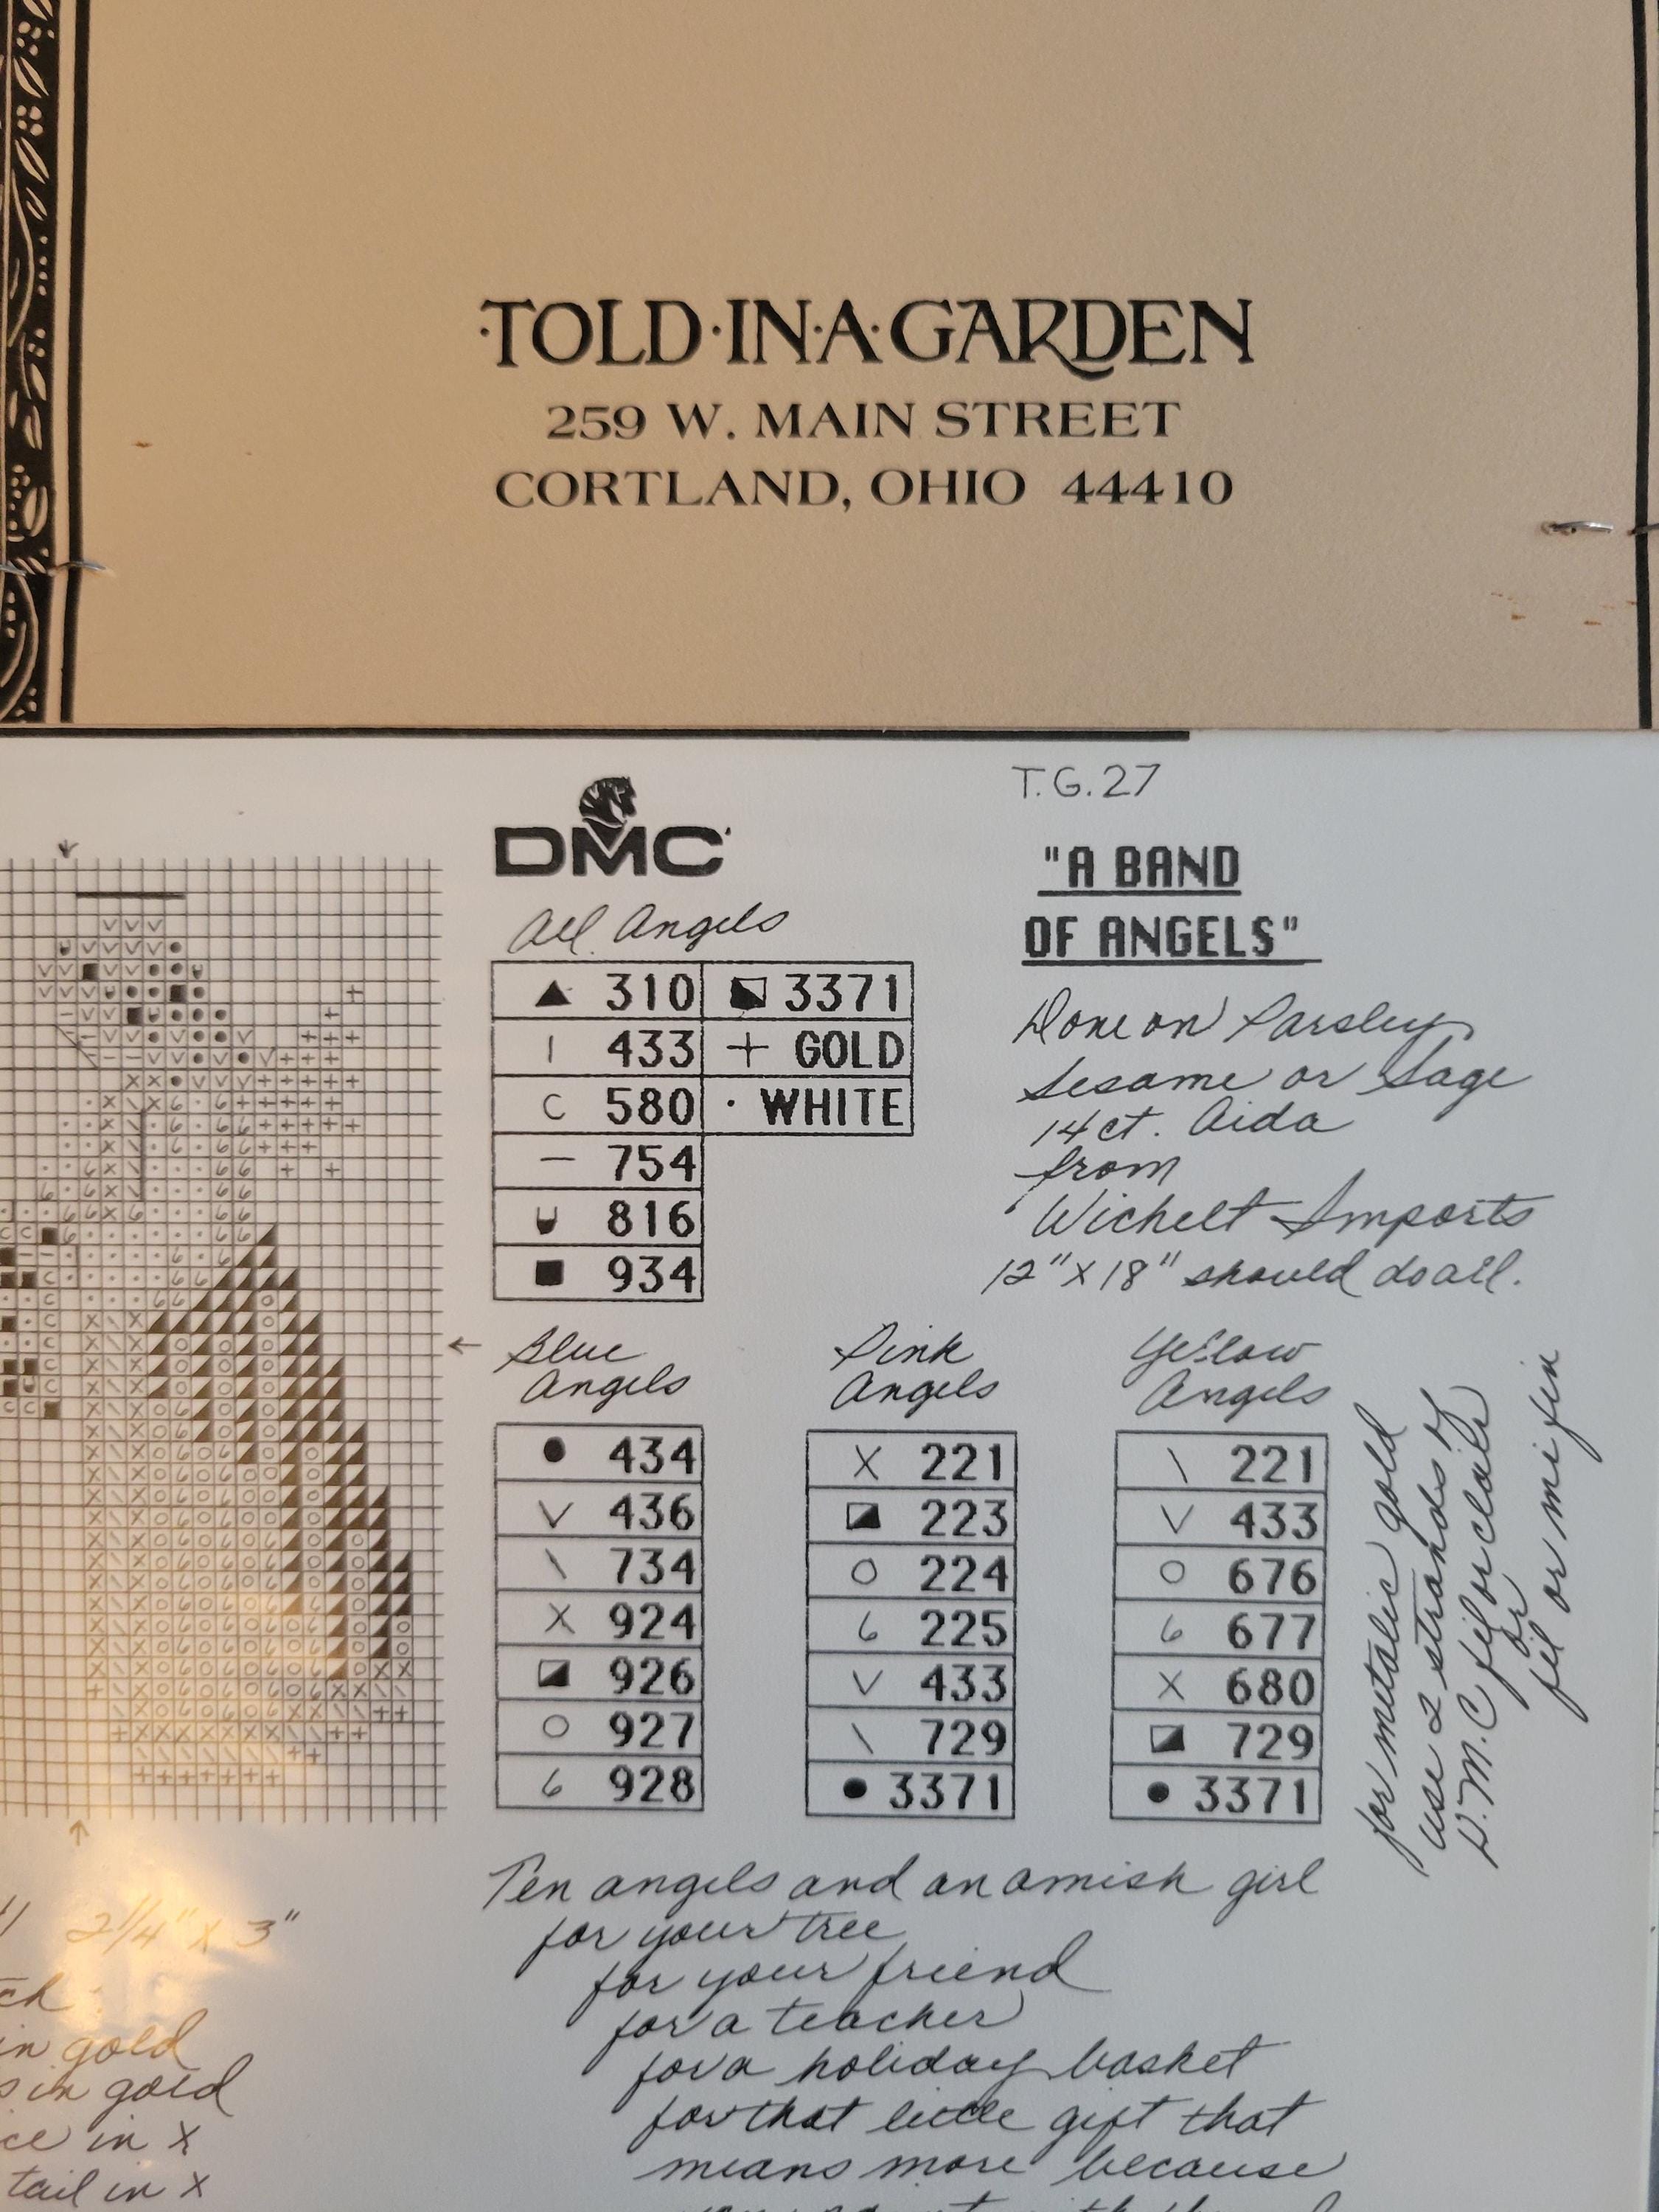 ·TOLD·IN·A·GARDEN
259 W. MAIN STREET
CORTLAND, OHIO 44410
T.G.27
DMC
"A BAND
OF ANGELS"
All Angels
▲ 310 ◪ 3371
I 433 + GOLD
C 580 · WHITE
— 754
816
■ 934
Done on Parsley
Sesame or Sage
14 ct. Aida
from
Wichelt Imports
12" X 18" should do all.
Blue
Angels
● 434
V 436
\ 734
X 924
◪ 926
O 927
6 928
Pink
Angels
X 221
◪ 223
O 224
6 225
V 433
\ 729
● 3371
Yellow
Angels
\ 221
V 433
O 676
6 677
X 680
◪ 729
● 3371
for metalic gold
use 2 strands of
D.M.C fil or clair
or
fil or mi fin
Ten angels and an amish girl
for your tree
for your friend
for a teacher
for a holiday basket
for that little gift that
means more because
2 1/4" X 3"
ch
in gold
in gold
ce in X
tail in X